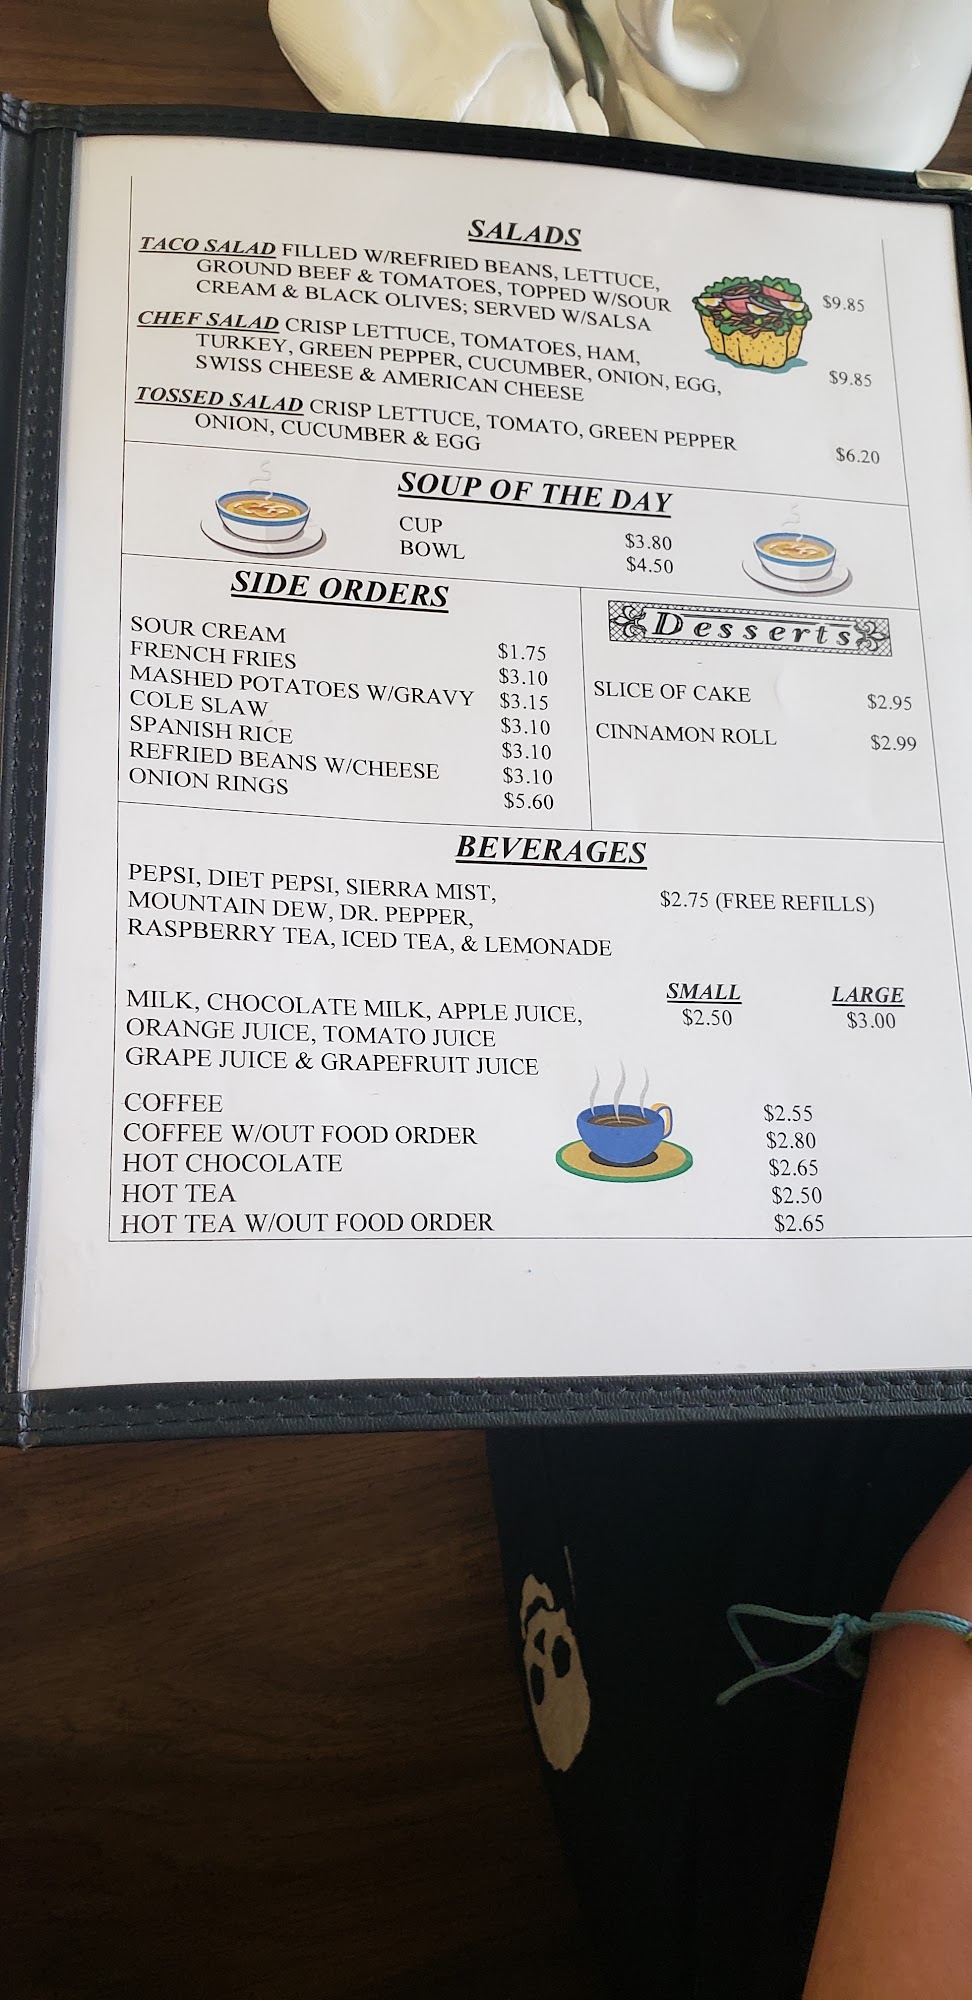 SALADS
TACO SALAD FILLED W/REFRIED BEANS, LETTUCE,
GROUND BEEF & TOMATOES, TOPPED W/SOUR
CREAM & BLACK OLIVES; SERVED W/SALSA $9.85
CHEF SALAD CRISP LETTUCE, TOMATOES, HAM,
TURKEY, GREEN PEPPER, CUCUMBER, ONION, EGG,
SWISS CHEESE & AMERICAN CHEESE $9.85
TOSSED SALAD CRISP LETTUCE, TOMATO, GREEN PEPPER
ONION, CUCUMBER & EGG $6.20
SOUP OF THE DAY
CUP $3.80
BOWL $4.50
SIDE ORDERS
SOUR CREAM $1.75
FRENCH FRIES $3.10
MASHED POTATOES W/GRAVY $3.15
COLE SLAW $3.10
SPANISH RICE $3.10
REFRIED BEANS W/CHEESE $3.10
ONION RINGS $5.60
Desserts
SLICE OF CAKE $2.95
CINNAMON ROLL $2.99
BEVERAGES
PEPSI, DIET PEPSI, SIERRA MIST, $2.75 (FREE REFILLS)
MOUNTAIN DEW, DR. PEPPER,
RASPBERRY TEA, ICED TEA, & LEMONADE
SMALL LARGE
MILK, CHOCOLATE MILK, APPLE JUICE, $2.50 $3.00
ORANGE JUICE, TOMATO JUICE
GRAPE JUICE & GRAPEFRUIT JUICE
COFFEE $2.55
COFFEE W/OUT FOOD ORDER $2.80
HOT CHOCOLATE $2.65
HOT TEA $2.50
HOT TEA W/OUT FOOD ORDER $2.65